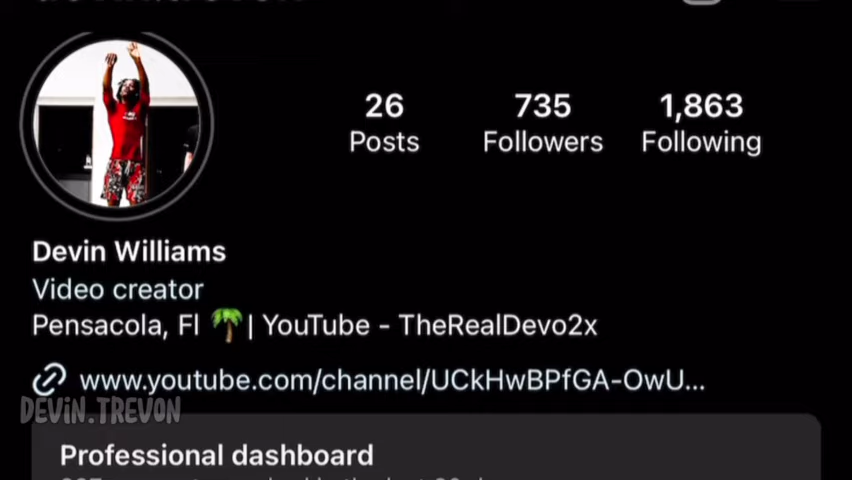 26 735 1,863
Posts Followers Following
Devin Williams
Video creator
Pensacola, Fl 🌴| YouTube - TheRealDevo2x
www.youtube.com/channel/UCkHwBPfGA-OwU...
DEViN.TREVON
Professional dashboard